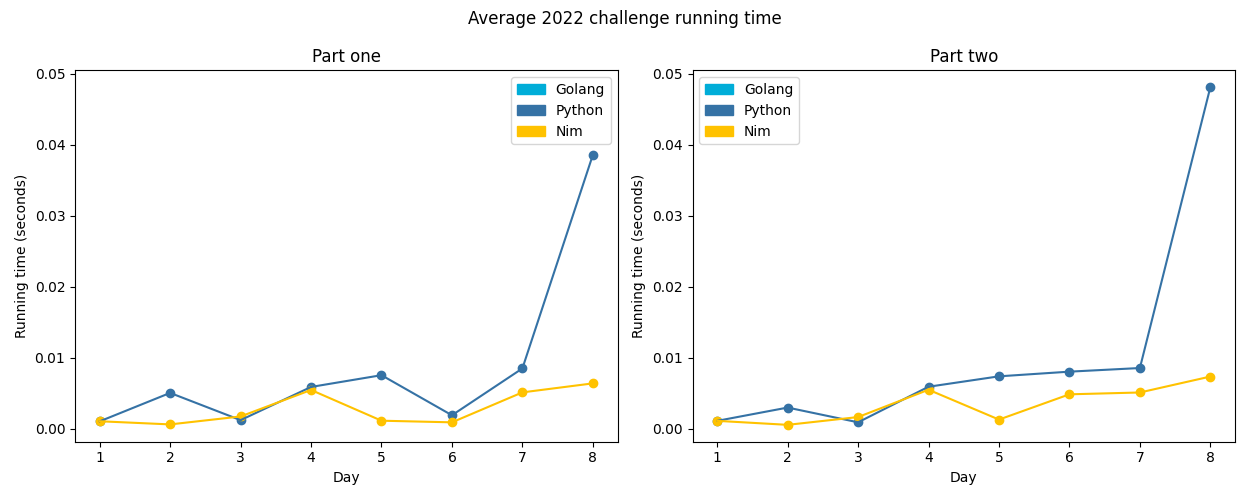 Average 2022 challenge running time
Part one
0.05
0.04
0.03
0.02
0.01
0.00
Running time (seconds)
Golang
Python
Nim
1 2 3 4 5 6 7 8
Day
Part two
0.05
0.04
0.03
0.02
0.01
0.00
Running time (seconds)
Golang
Python
Nim
1 2 3 4 5 6 7 8
Day